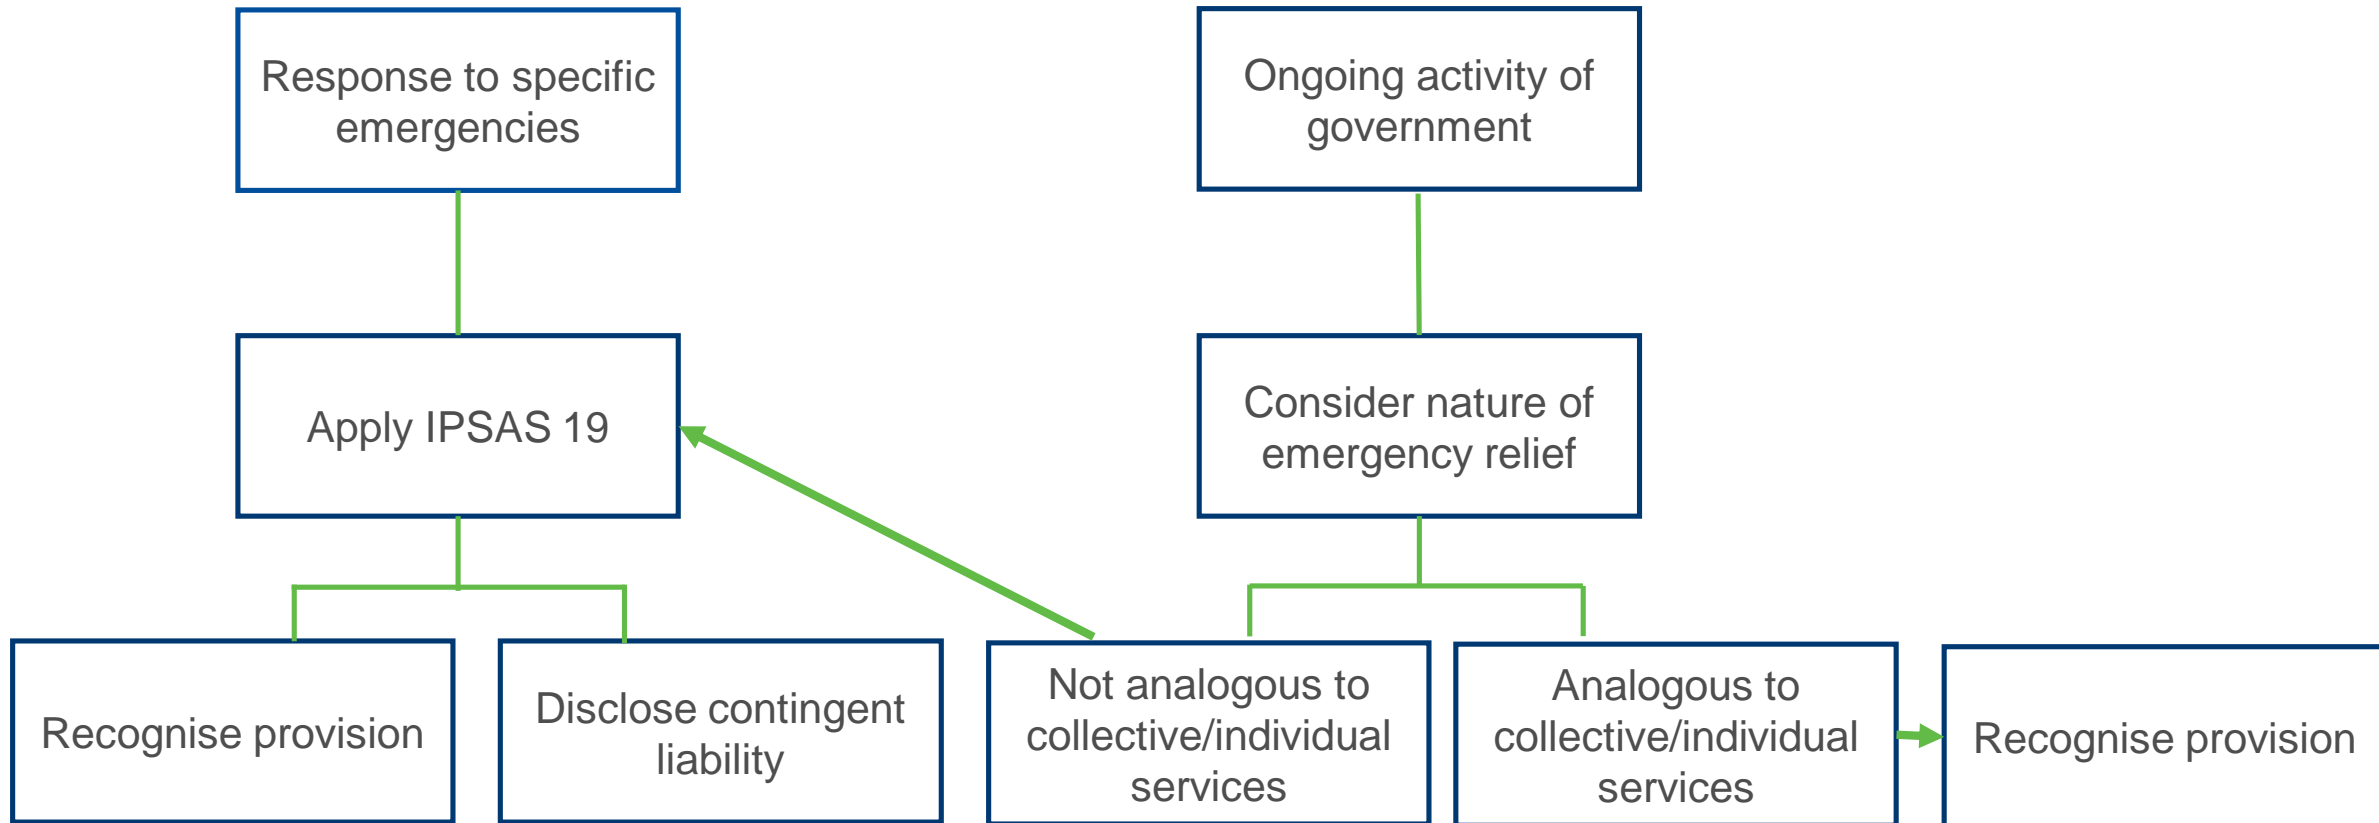 Response to specific
emergencies
Ongoing activity of
government
Apply IPSAS 19
Consider nature of
emergency relief
Recognise provision
Disclose contingent
liability
Not analogous to
collective/individual
services
Analogous to
collective/individual
services
Recognise provision